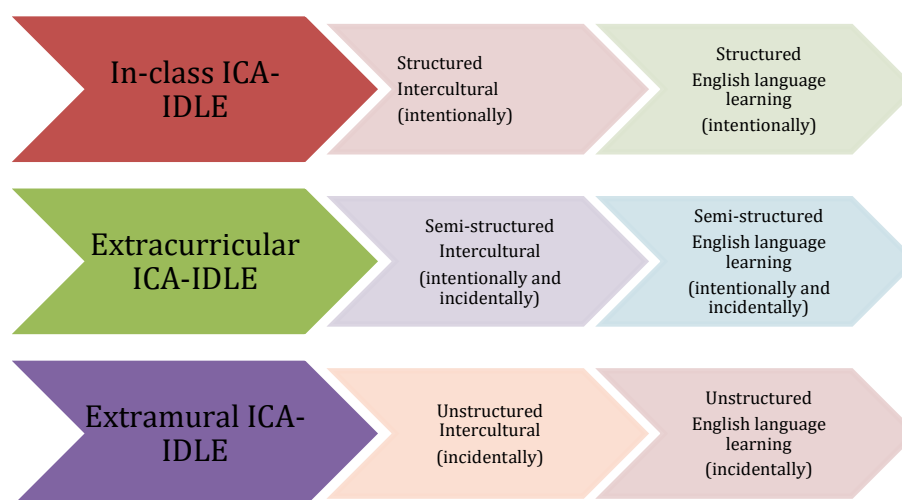 In-class ICA-
IDLE
Structured
Intercultural
(intentionally)
Structured
English language
learning
(intentionally)
Extracurricular
ICA-IDLE
Semi-structured
Intercultural
(intentionally and
incidentally)
Semi-structured
English language
learning
(intentionally and
incidentally)
Extramural ICA-
IDLE
Unstructured
Intercultural
(incidentally)
Unstructured
English language
learning
(incidentally)